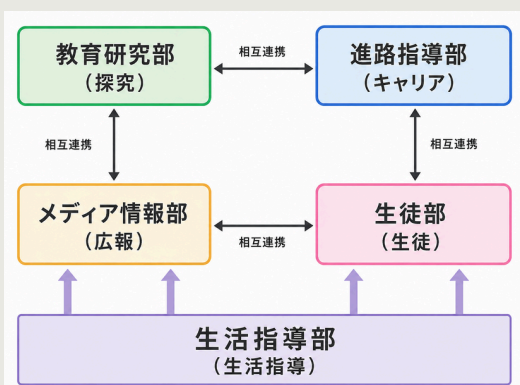 教育研究部
(探究)
相互連携
進路指導部
(キャリア)
相互連携
相互連携
メディア情報部
(広報)
相互連携
生徒部
(生徒)
生活指導部
(生活指導)